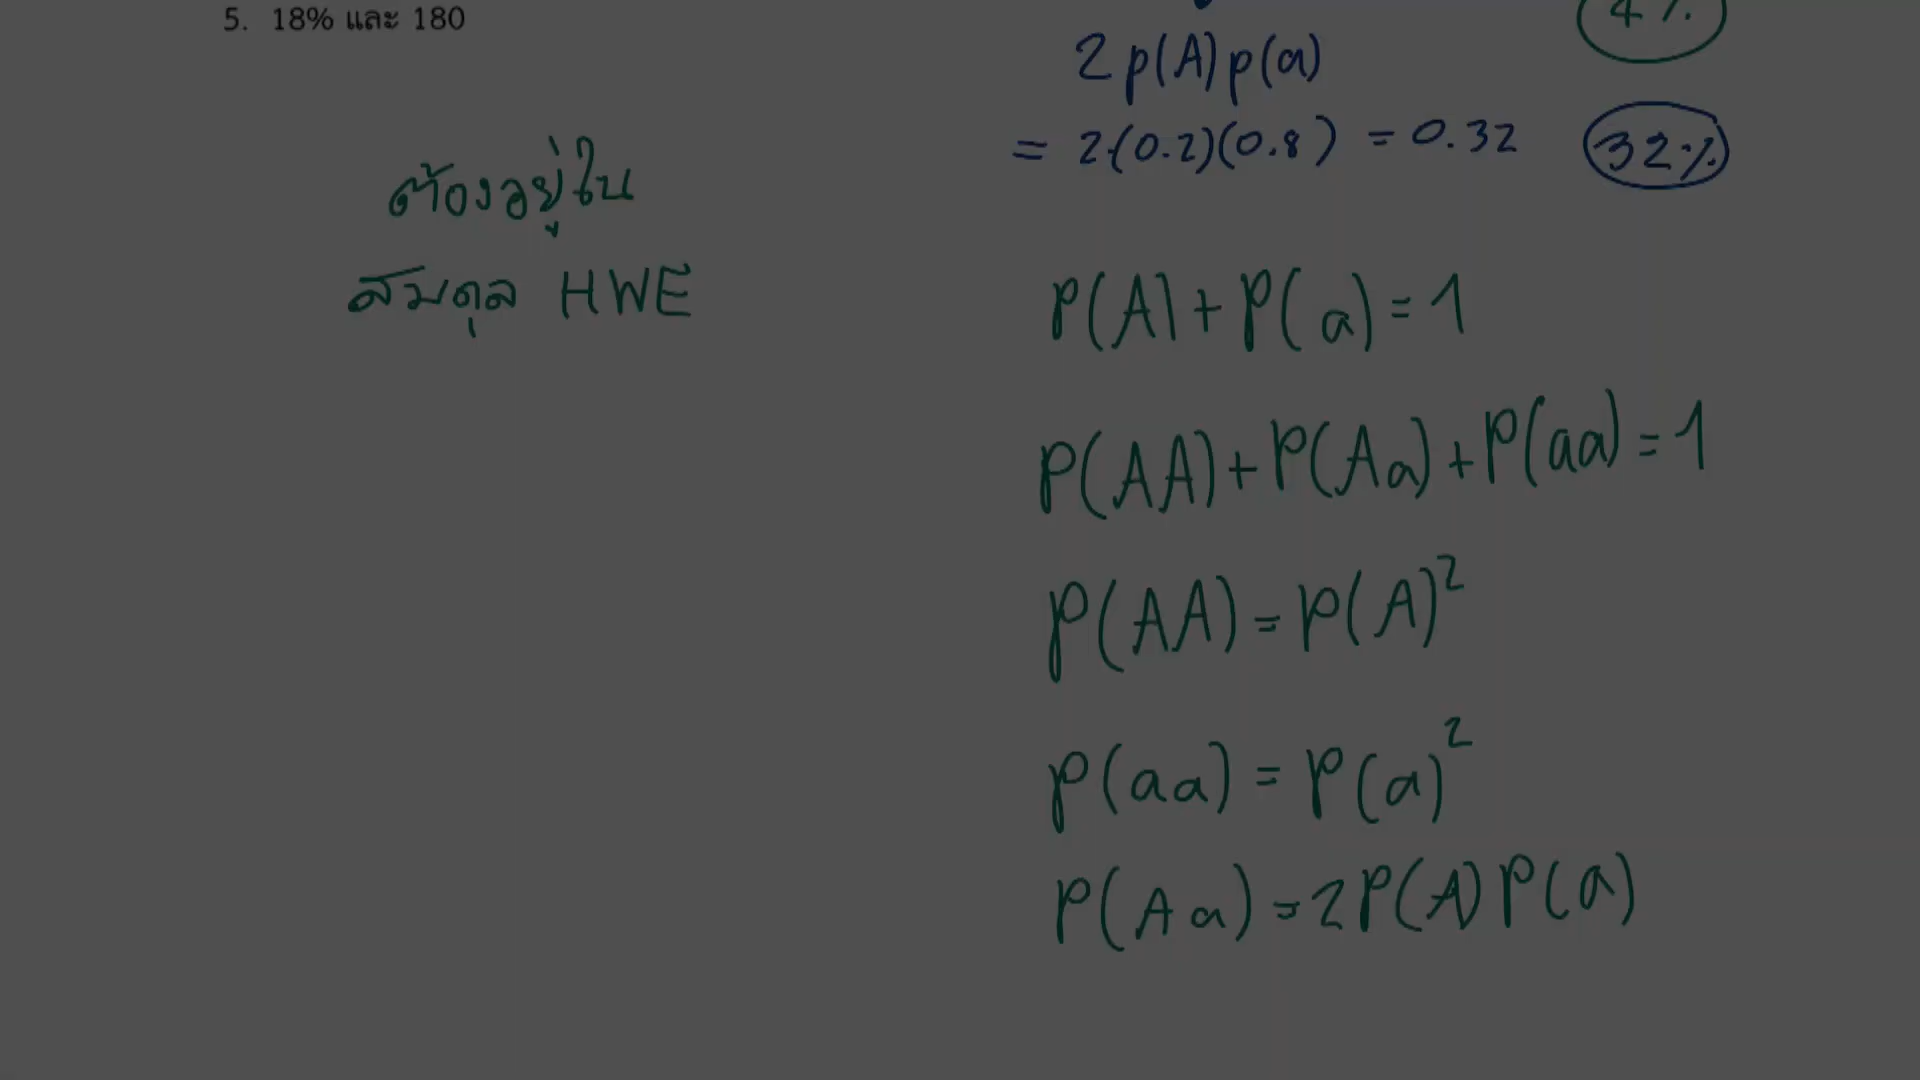 5. 18% และ 180
4%
2p(A)p(a)
= 2(0.2)(0.8) = 0.32 32%
ต้องอยู่ใน
สมดุล HWE
P(A)+P(a)=1
P(AA)+P(Aa)+P(aa)=1
P(AA)=P(A)²
P(aa)=P(a)²
P(Aa)=2P(A)P(a)